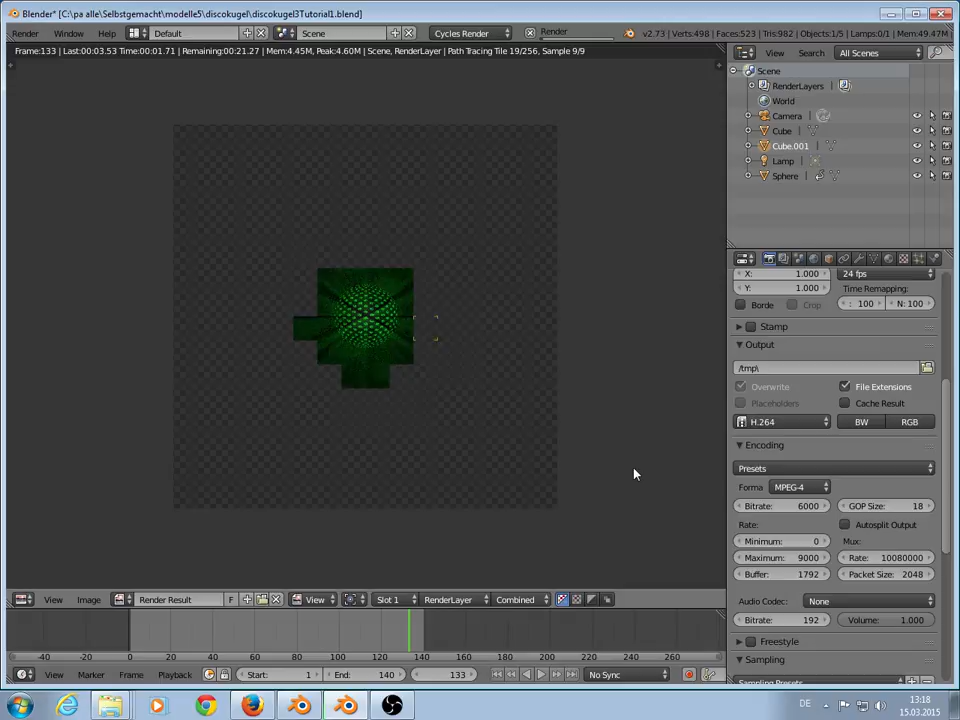 Blender* [C:\pa alle\Selbstgemacht\modelle5\discokugel\discokugel3Tutorial1.blend]
Render Window Help Default Scene Cycles Render Render v2.73 | Verts:498 | Faces:523 | Tris:982 | Objects:1/5 | Lamps:0/1 | Mem:49.47M
Frame:133 | Last:00:03.53 Time:00:01.71 | Remaining:00:21.27 | Mem:4.45M, Peak:4.60M | Scene, RenderLayer | Path Tracing Tile 19/256, Sample 9/9
View Search All Scenes
Scene
RenderLayers
World
Camera
Cube
Cube.001
Lamp
Sphere
X: 1.000 24 fps
Y: 1.000 Time Remapping:
Borde Crop : 100 N: 100
Stamp
Output
/tmp\
Overwrite File Extensions
Placeholders Cache Result
H.264 BW RGB
Encoding
Presets
Forma MPEG-4
Bitrate: 6000 GOP Size: 18
Rate: Autosplit Output
Minimum: 0 Mux:
Maximum: 9000 Rate: 10080000
Buffer: 1792 Packet Size: 2048
Audio Codec: None
Bitrate: 192 Volume: 1.000
Freestyle
Sampling
Sampling Presets
View Image Render Result F View Slot 1 RenderLayer Combined
-40 -20 0 20 40 60 80 100 120 140 160 180 200 220 240 260
View Marker Frame Playback Start: 1 End: 140 133 No Sync
DE 13:18
15.03.2015